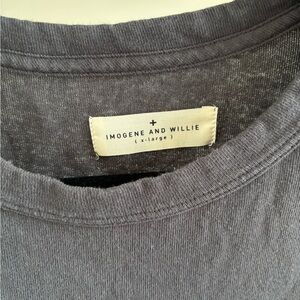 +
IMOGENE AND WILLIE
( x-large )